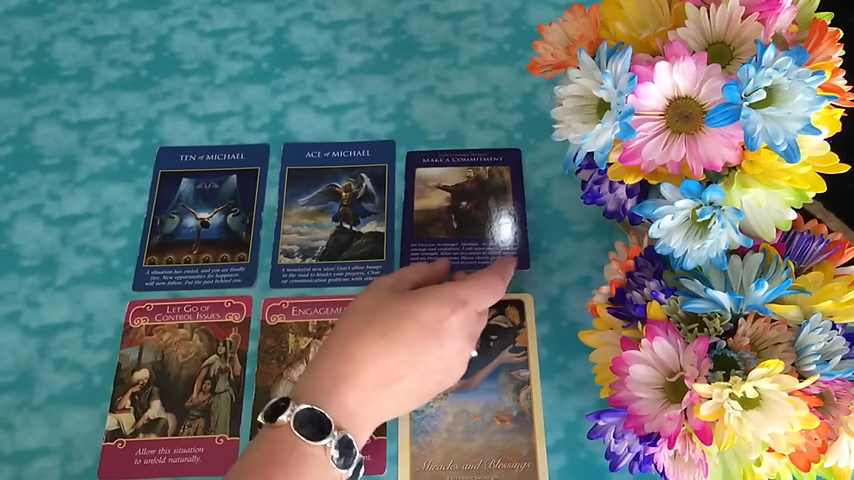 TEN of MICHAEL
A situation has ended, and you are finally
free. New opportunities for happiness
will now follow. Put the past behind you
ACE of MICHAEL
A wonderful new idea! Don't allow bumps
in the road to hinder your progress. Clear
up communication problems with others
MAKE A COMMITMENT
LET GO OF
CONTROL ISSUES
Allow this situation
to unfold naturally.
ENGAGEMENT
Miracles and Blessings